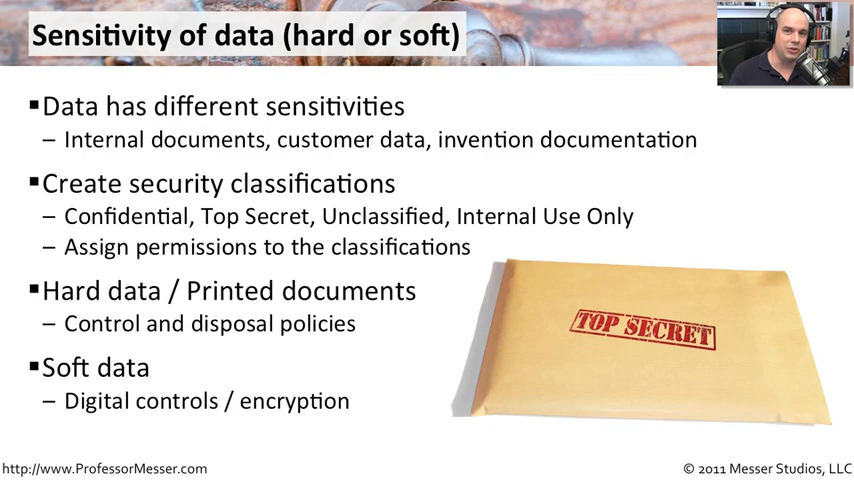 Sensitivity of data (hard or soft)
▪Data has different sensitivities
– Internal documents, customer data, invention documentation
▪Create security classifications
– Confidential, Top Secret, Unclassified, Internal Use Only
– Assign permissions to the classifications
▪Hard data / Printed documents
– Control and disposal policies
TOP SECRET
▪Soft data
– Digital controls / encryption
http://www.ProfessorMesser.com
© 2011 Messer Studios, LLC